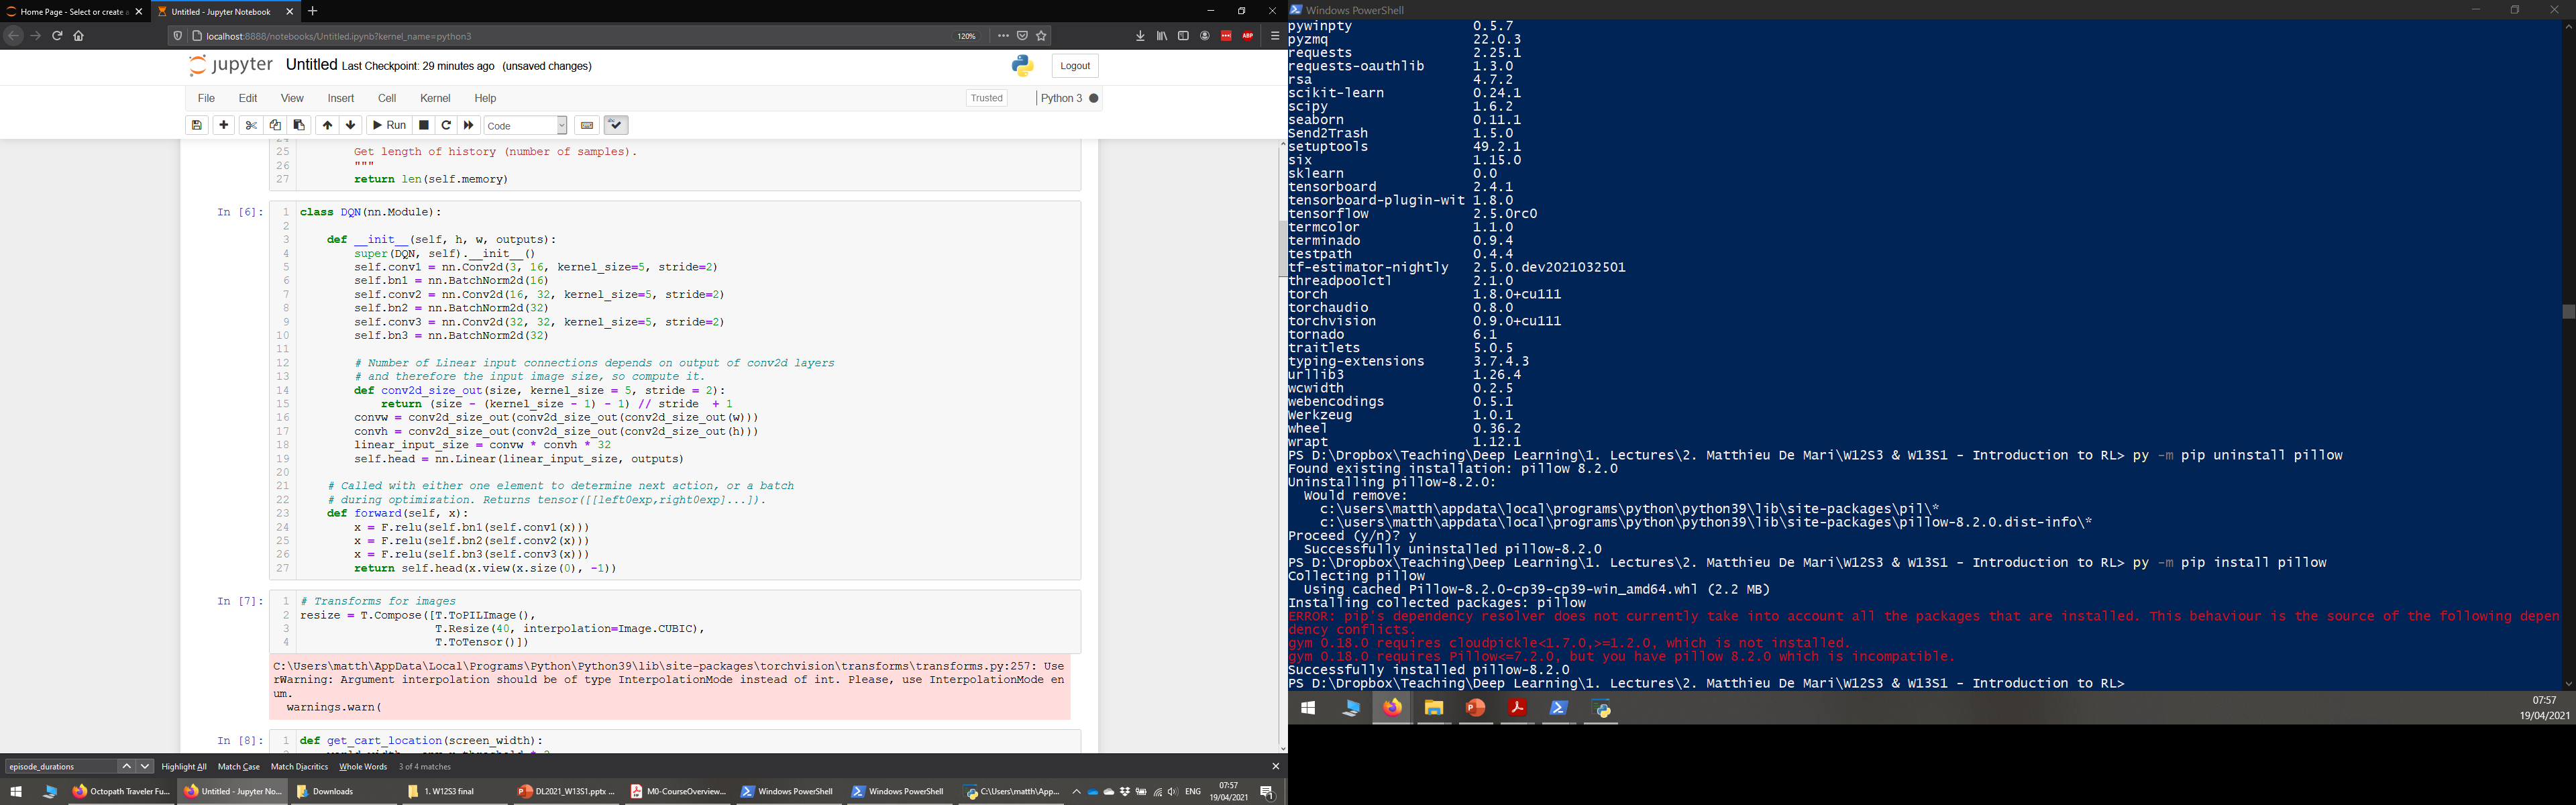 Home Page - Select or create a
Untitled - Jupyter Notebook
localhost:8888/notebooks/Untitled.ipynb?kernel_name=python3
120%
ABP
jupyter Untitled Last Checkpoint: 29 minutes ago (unsaved changes)
Logout
File Edit View Insert Cell Kernel Help
Trusted
Python 3
Run
Code
24
25 Get length of history (number of samples).
26 """
27 return len(self.memory)
In [6]:
1 class DQN(nn.Module):
2
3 def __init__(self, h, w, outputs):
4 super(DQN, self).__init__()
5 self.conv1 = nn.Conv2d(3, 16, kernel_size=5, stride=2)
6 self.bn1 = nn.BatchNorm2d(16)
7 self.conv2 = nn.Conv2d(16, 32, kernel_size=5, stride=2)
8 self.bn2 = nn.BatchNorm2d(32)
9 self.conv3 = nn.Conv2d(32, 32, kernel_size=5, stride=2)
10 self.bn3 = nn.BatchNorm2d(32)
11
12 # Number of Linear input connections depends on output of conv2d layers
13 # and therefore the input image size, so compute it.
14 def conv2d_size_out(size, kernel_size = 5, stride = 2):
15 return (size - (kernel_size - 1) - 1) // stride + 1
16 convw = conv2d_size_out(conv2d_size_out(conv2d_size_out(w)))
17 convh = conv2d_size_out(conv2d_size_out(conv2d_size_out(h)))
18 linear_input_size = convw * convh * 32
19 self.head = nn.Linear(linear_input_size, outputs)
20
21 # Called with either one element to determine next action, or a batch
22 # during optimization. Returns tensor([[left0exp,right0exp]...]).
23 def forward(self, x):
24 x = F.relu(self.bn1(self.conv1(x)))
25 x = F.relu(self.bn2(self.conv2(x)))
26 x = F.relu(self.bn3(self.conv3(x)))
27 return self.head(x.view(x.size(0), -1))
In [7]:
1 # Transforms for images
2 resize = T.Compose([T.ToPILImage(),
3 T.Resize(40, interpolation=Image.CUBIC),
4 T.ToTensor()])
C:\Users\matth\AppData\Local\Programs\Python\Python39\lib\site-packages\torchvision\transforms\transforms.py:257: Use
rWarning: Argument interpolation should be of type InterpolationMode instead of int. Please, use InterpolationMode en
um.
warnings.warn(
In [8]:
1 def get_cart_location(screen_width):
episode_durations
Highlight All Match Case Match Diacritics Whole Words 3 of 4 matches
Octopath Traveler Fu...
Untitled - Jupyter No...
Downloads
1. W12S3 final
DL2021_W13S1.pptx ...
M0-CourseOverview...
Windows PowerShell
Windows PowerShell
C:\Users\matth\App...
ENG
07:57
19/04/2021
Windows PowerShell
pywinpty 0.5.7
pyzmq 22.0.3
requests 2.25.1
requests-oauthlib 1.3.0
rsa 4.7.2
scikit-learn 0.24.1
scipy 1.6.2
seaborn 0.11.1
Send2Trash 1.5.0
setuptools 49.2.1
six 1.15.0
sklearn 0.0
tensorboard 2.4.1
tensorboard-plugin-wit 1.8.0
tensorflow 2.5.0rc0
termcolor 1.1.0
terminado 0.9.4
testpath 0.4.4
tf-estimator-nightly 2.5.0.dev2021032501
threadpoolctl 2.1.0
torch 1.8.0+cu111
torchaudio 0.8.0
torchvision 0.9.0+cu111
tornado 6.1
traitlets 5.0.5
typing-extensions 3.7.4.3
urllib3 1.26.4
wcwidth 0.2.5
webencodings 0.5.1
Werkzeug 1.0.1
wheel 0.36.2
wrapt 1.12.1
PS D:\Dropbox\Teaching\Deep Learning\1. Lectures\2. Matthieu De Mari\W12S3 & W13S1 - Introduction to RL> py -m pip uninstall pillow
Found existing installation: pillow 8.2.0
Uninstalling pillow-8.2.0:
Would remove:
c:\users\matth\appdata\local\programs\python\python39\lib\site-packages\pil\*
c:\users\matth\appdata\local\programs\python\python39\lib\site-packages\pillow-8.2.0.dist-info\*
Proceed (y/n)? y
Successfully uninstalled pillow-8.2.0
PS D:\Dropbox\Teaching\Deep Learning\1. Lectures\2. Matthieu De Mari\W12S3 & W13S1 - Introduction to RL> py -m pip install pillow
Collecting pillow
Using cached Pillow-8.2.0-cp39-cp39-win_amd64.whl (2.2 MB)
Installing collected packages: pillow
ERROR: pip's dependency resolver does not currently take into account all the packages that are installed. This behaviour is the source of the following depen
dency conflicts.
gym 0.18.0 requires cloudpickle<1.7.0,>=1.2.0, which is not installed.
gym 0.18.0 requires Pillow<=7.2.0, but you have pillow 8.2.0 which is incompatible.
Successfully installed pillow-8.2.0
PS D:\Dropbox\Teaching\Deep Learning\1. Lectures\2. Matthieu De Mari\W12S3 & W13S1 - Introduction to RL>
07:57
19/04/2021